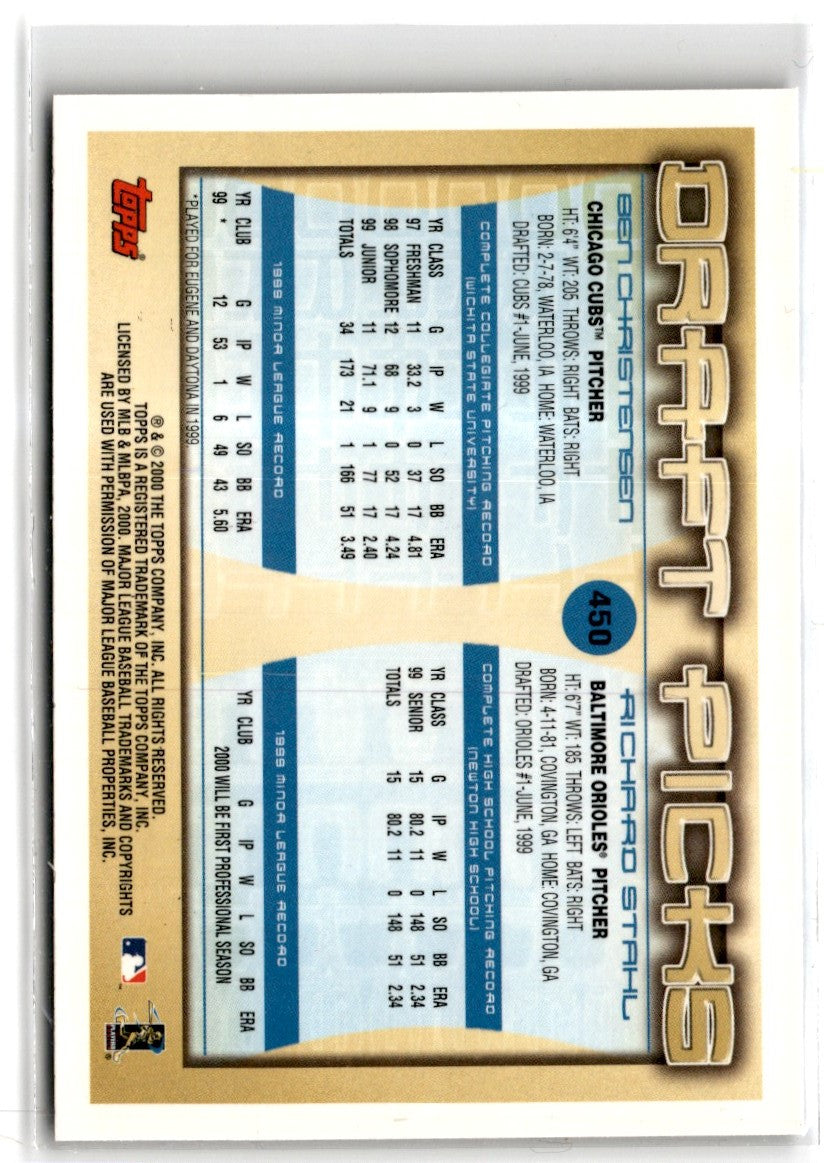 DRAFT PICKS
BEN CHRISTENSEN
CHICAGO CUBS™ PITCHER
HT: 6'4" WT: 205 THROWS: RIGHT BATS: RIGHT
BORN: 2-7-78, WATERLOO, IA HOME: WATERLOO, IA
DRAFTED: CUBS #1-JUNE, 1999
COMPLETE COLLEGIATE PITCHING RECORD
(WICHITA STATE UNIVERSITY)
YR CLASS G IP W L SO BB ERA
97 FRESHMAN 11 33.2 3 0 37 17 4.81
98 SOPHOMORE 12 68 9 0 52 17 4.24
99 JUNIOR 11 71.1 9 1 77 17 2.40
TOTALS 34 173 21 1 166 51 3.49
1999 MINOR LEAGUE RECORD
YR CLUB G IP W L SO BB ERA
99 * 12 53 1 6 49 43 5.60
*PLAYED FOR EUGENE AND DAYTONA IN 1999
450
RICHARD STAHL
BALTIMORE ORIOLES® PITCHER
HT: 6'7" WT: 185 THROWS: LEFT BATS: RIGHT
BORN: 4-11-81, COVINGTON, GA HOME: COVINGTON, GA
DRAFTED: ORIOLES #1-JUNE, 1999
COMPLETE HIGH SCHOOL PITCHING RECORD
(NEWTON HIGH SCHOOL)
YR CLASS G IP W L SO BB ERA
99 SENIOR 15 80.2 11 0 148 51 2.34
TOTALS 15 80.2 11 0 148 51 2.34
1999 MINOR LEAGUE RECORD
YR CLUB G IP W L SO BB ERA
2000 WILL BE FIRST PROFESSIONAL SEASON
TOPPS®
® & © 2000 THE TOPPS COMPANY, INC. ALL RIGHTS RESERVED.
TOPPS IS A REGISTERED TRADEMARK OF THE TOPPS COMPANY, INC.
LICENSED BY MLB & MLBPA, 2000. MAJOR LEAGUE BASEBALL TRADEMARKS AND COPYRIGHTS
ARE USED WITH PERMISSION OF MAJOR LEAGUE BASEBALL PROPERTIES, INC.